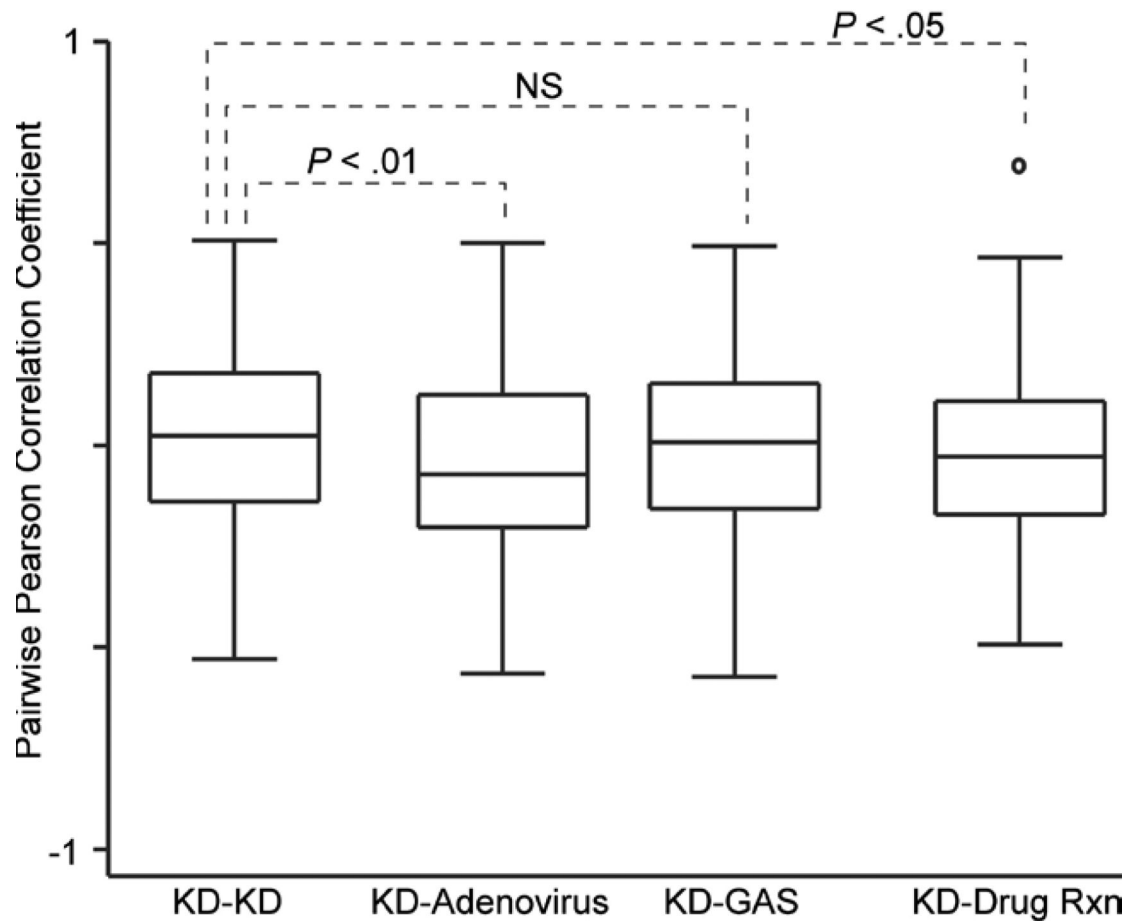 1
P < .05
NS
P < .01
Pairwise Pearson Correlation Coefficient
-1
KD-KD
KD-Adenovirus
KD-GAS
KD-Drug Rxn